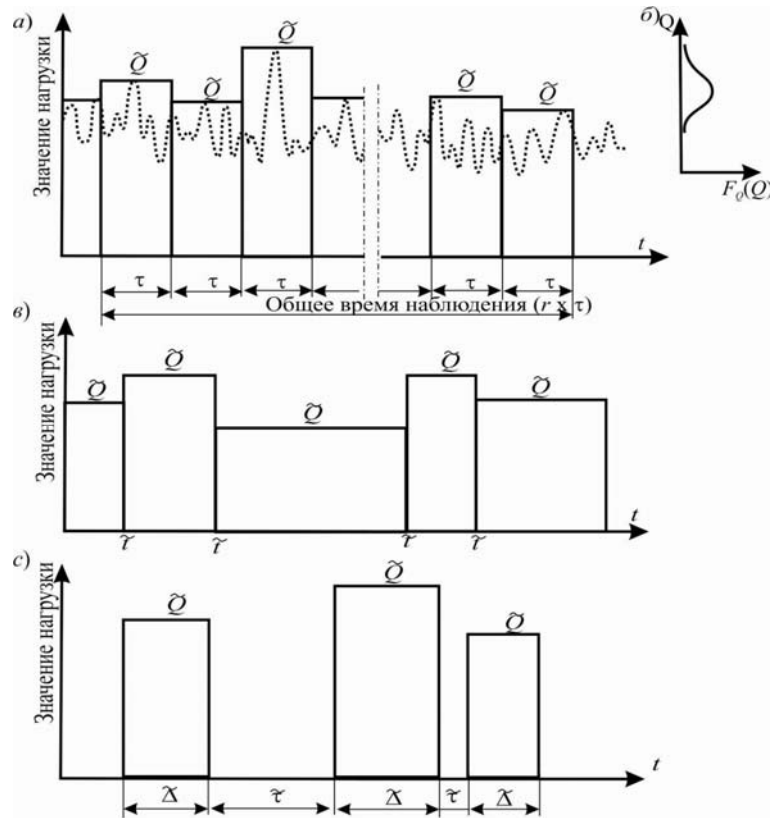 а)
Значение нагрузки
Q̃
Q̃
Q̃
Q̃
Q̃
t
τ
τ
τ
τ
τ
Общее время наблюдения (r x τ)
б)
Q
F_Q(Q)
в)
Значение нагрузки
Q̃
Q̃
Q̃
Q̃
Q̃
t
τ̃
τ̃
τ̃
τ̃
с)
Значение нагрузки
Q̃
Q̃
Q̃
t
Δ̃
τ̃
Δ̃
τ̃
Δ̃